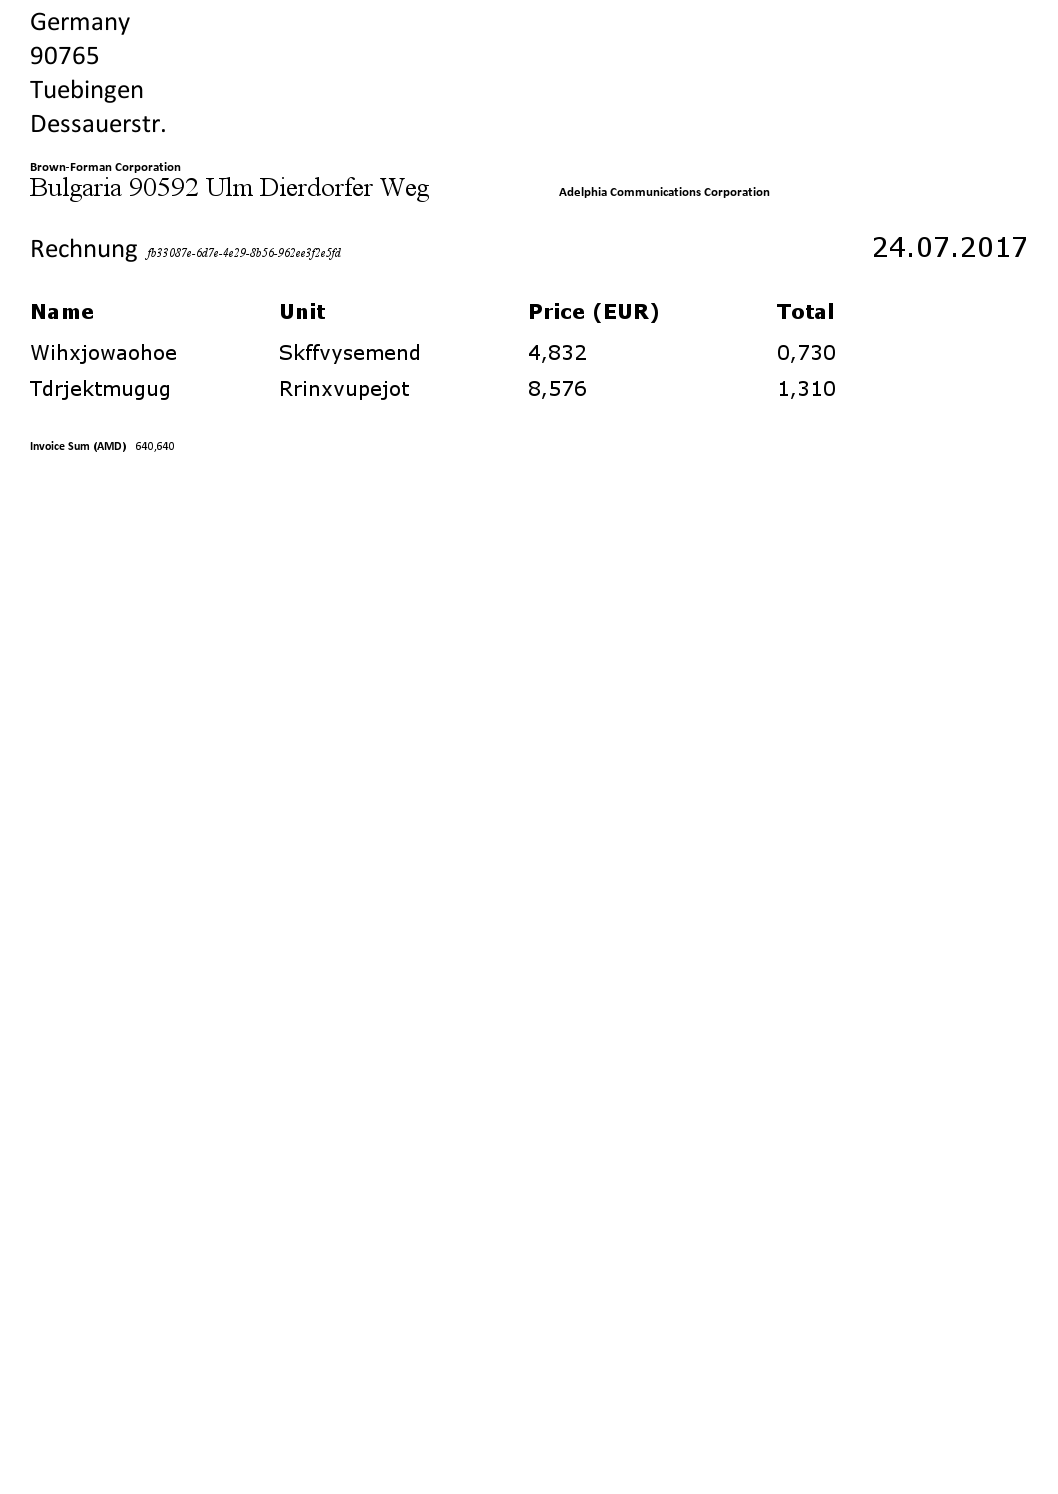 Germany
90765
Tuebingen
Dessauerstr.
Brown-Forman Corporation
Bulgaria 90592 Ulm Dierdorfer Weg
Adelphia Communications Corporation
Rechnung fb33087e-6d7e-4e29-8b56-962ee3f2e5fd 24.07.2017
Name Unit Price (EUR) Total
Wihxjowaohoe Skffvysemend 4,832 0,730
Tdrjektmugug Rrinxvupejot 8,576 1,310
Invoice Sum (AMD) 640,640